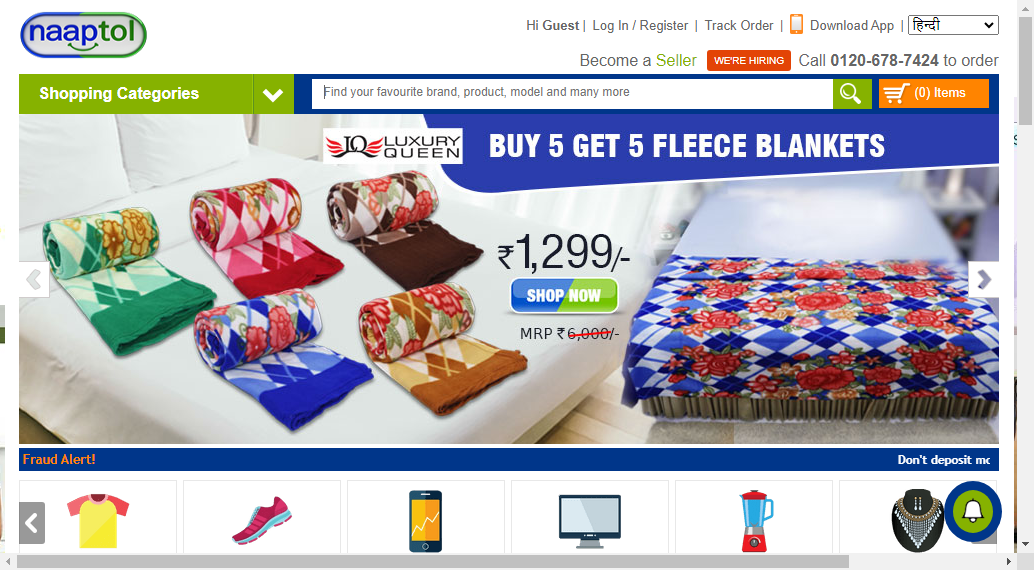 naaptol
Hi Guest | Log In / Register | Track Order | Download App | हिन्दी
Become a Seller WE'RE HIRING Call 0120-678-7424 to order
Shopping Categories Find your favourite brand, product, model and many more (0) Items
LQ LUXURY QUEEN BUY 5 GET 5 FLEECE BLANKETS
₹1,299/-
SHOP NOW
MRP ₹6,000/-
Fraud Alert! Don't deposit